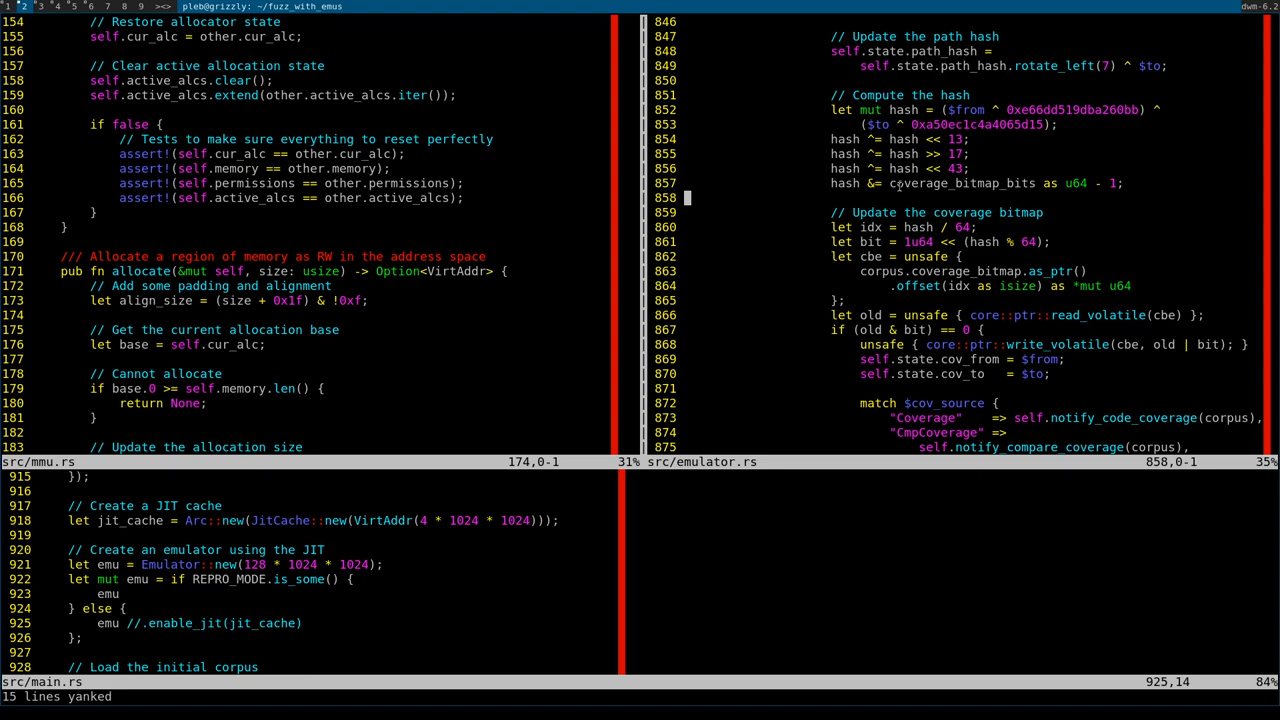 1 2 3 4 5 6 7 8 9 ><> pleb@grizzly: ~/fuzz_with_emus dwm-6.2
154 // Restore allocator state
155 self.cur_alc = other.cur_alc;
156
157 // Clear active allocation state
158 self.active_alcs.clear();
159 self.active_alcs.extend(other.active_alcs.iter());
160
161 if false {
162 // Tests to make sure everything to reset perfectly
163 assert!(self.cur_alc == other.cur_alc);
164 assert!(self.memory == other.memory);
165 assert!(self.permissions == other.permissions);
166 assert!(self.active_alcs == other.active_alcs);
167 }
168 }
169
170 /// Allocate a region of memory as RW in the address space
171 pub fn allocate(&mut self, size: usize) -> Option<VirtAddr> {
172 // Add some padding and alignment
173 let align_size = (size + 0x1f) & !0xf;
174
175 // Get the current allocation base
176 let base = self.cur_alc;
177
178 // Cannot allocate
179 if base.0 >= self.memory.len() {
180 return None;
181 }
182
183 // Update the allocation size
src/mmu.rs 174,0-1 31%
846
847 // Update the path hash
848 self.state.path_hash =
849 self.state.path_hash.rotate_left(7) ^ $to;
850
851 // Compute the hash
852 let mut hash = ($from ^ 0xe66dd519dba260bb) ^
853 ($to ^ 0xa50ec1c4a4065d15);
854 hash ^= hash << 13;
855 hash ^= hash >> 17;
856 hash ^= hash << 43;
857 hash &= coverage_bitmap_bits as u64 - 1;
858
859 // Update the coverage bitmap
860 let idx = hash / 64;
861 let bit = 1u64 << (hash % 64);
862 let cbe = unsafe {
863 corpus.coverage_bitmap.as_ptr()
864 .offset(idx as isize) as *mut u64
865 };
866 let old = unsafe { core::ptr::read_volatile(cbe) };
867 if (old & bit) == 0 {
868 unsafe { core::ptr::write_volatile(cbe, old | bit); }
869 self.state.cov_from = $from;
870 self.state.cov_to   = $to;
871
872 match $cov_source {
873 "Coverage"    => self.notify_code_coverage(corpus),
874 "CmpCoverage" =>
875 self.notify_compare_coverage(corpus),
src/emulator.rs 858,0-1 35%
915 });
916
917 // Create a JIT cache
918 let jit_cache = Arc::new(JitCache::new(VirtAddr(4 * 1024 * 1024)));
919
920 // Create an emulator using the JIT
921 let emu = Emulator::new(128 * 1024 * 1024);
922 let mut emu = if REPRO_MODE.is_some() {
923 emu
924 } else {
925 emu //.enable_jit(jit_cache)
926 };
927
928 // Load the initial corpus
src/main.rs 925,14 84%
15 lines yanked